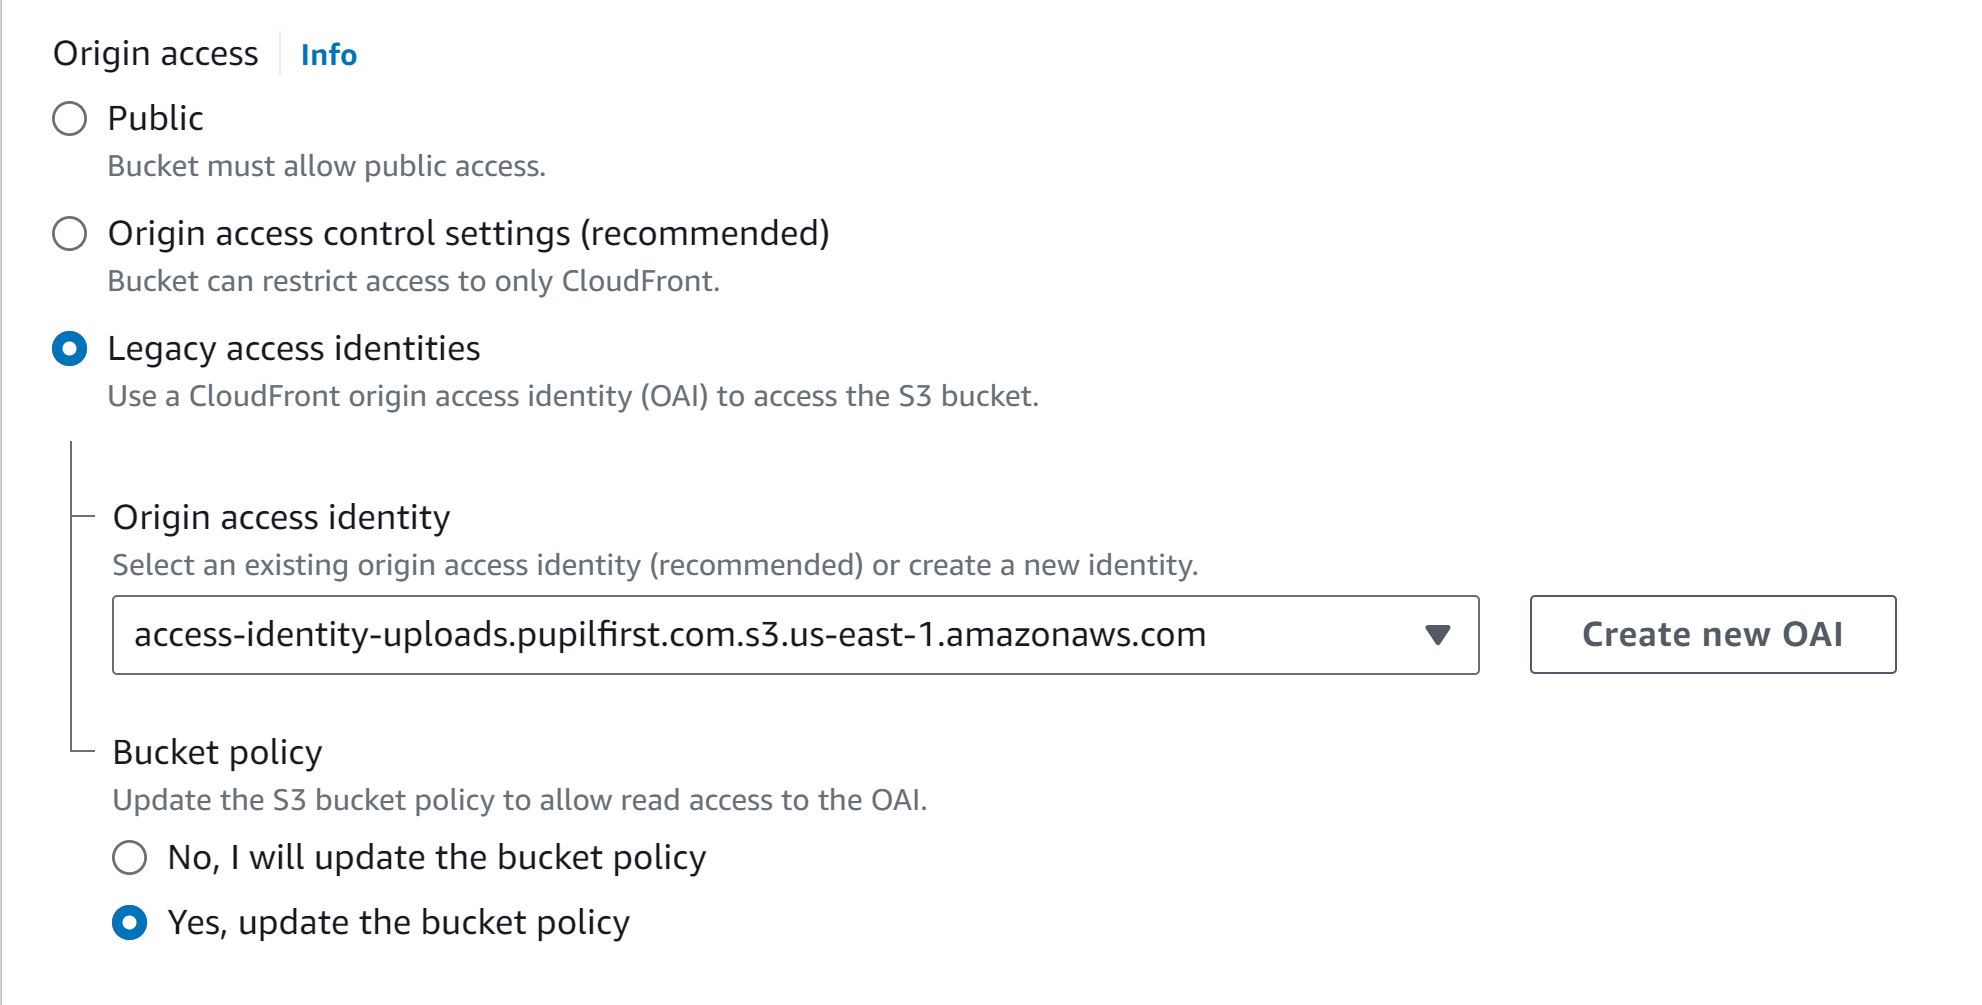 Origin access
Info
Public
Bucket must allow public access.
Origin access control settings (recommended)
Bucket can restrict access to only CloudFront.
Legacy access identities
Use a CloudFront origin access identity (OAI) to access the S3 bucket.
Origin access identity
Select an existing origin access identity (recommended) or create a new identity.
access-identity-uploads.pupilfirst.com.s3.us-east-1.amazonaws.com
Create new OAI
Bucket policy
Update the S3 bucket policy to allow read access to the OAI.
No, I will update the bucket policy
Yes, update the bucket policy